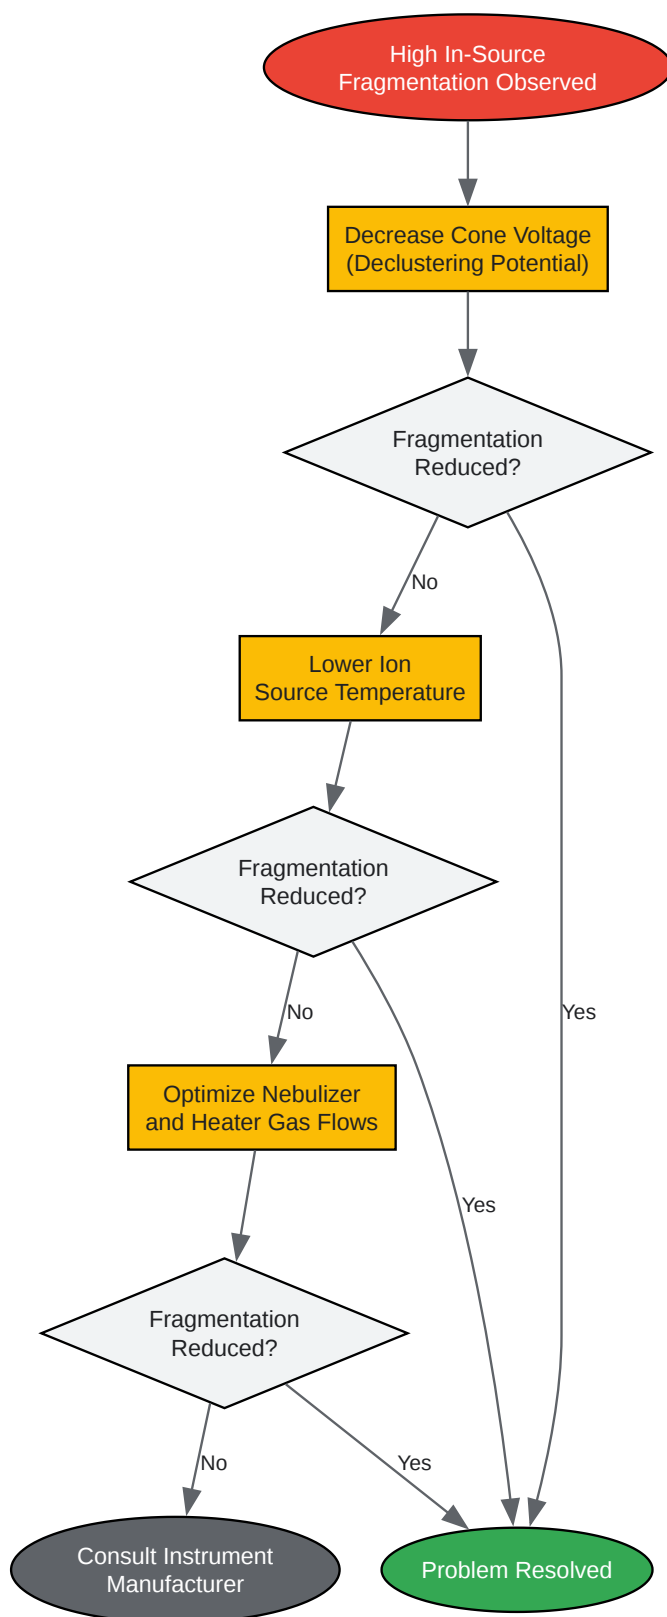 High In-Source
Fragmentation Observed
Decrease Cone Voltage
(Declustering Potential)
Fragmentation
Reduced?
No
Lower Ion
Source Temperature
Fragmentation
Reduced?
No
Yes
Optimize Nebulizer
and Heater Gas Flows
Yes
Fragmentation
Reduced?
No
Yes
Consult Instrument
Manufacturer
Problem Resolved